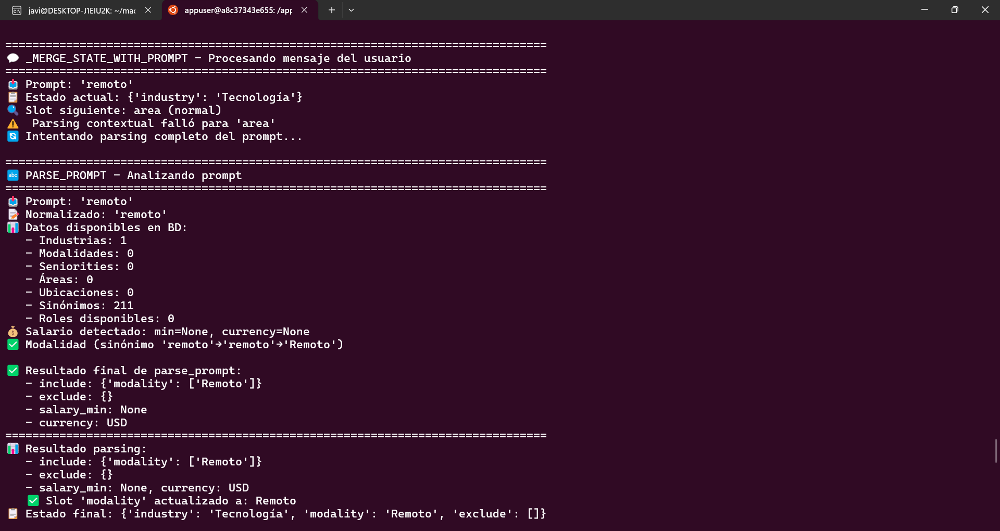 javi@DESKTOP-J1EIU2K: ~/mac
appuser@a8c37343e655: /app
================================================================================
💬 _MERGE_STATE_WITH_PROMPT - Procesando mensaje del usuario
================================================================================
📥 Prompt: 'remoto'
📋 Estado actual: {'industry': 'Tecnología'}
🔍 Slot siguiente: area (normal)
⚠️  Parsing contextual falló para 'area'
🔄 Intentando parsing completo del prompt...
================================================================================
🔤 PARSE_PROMPT - Analizando prompt
================================================================================
📥 Prompt: 'remoto'
📝 Normalizado: 'remoto'
📊 Datos disponibles en BD:
   - Industrias: 1
   - Modalidades: 0
   - Seniorities: 0
   - Áreas: 0
   - Ubicaciones: 0
   - Sinónimos: 211
   - Roles disponibles: 0
💰 Salario detectado: min=None, currency=None
✅ Modalidad (sinónimo 'remoto'→'remoto'→'Remoto')
✅ Resultado final de parse_prompt:
   - include: {'modality': ['Remoto']}
   - exclude: {}
   - salary_min: None
   - currency: USD
================================================================================
📊 Resultado parsing:
   - include: {'modality': ['Remoto']}
   - exclude: {}
   - salary_min: None, currency: USD
   ✅ Slot 'modality' actualizado a: Remoto
📋 Estado final: {'industry': 'Tecnología', 'modality': 'Remoto', 'exclude': []}